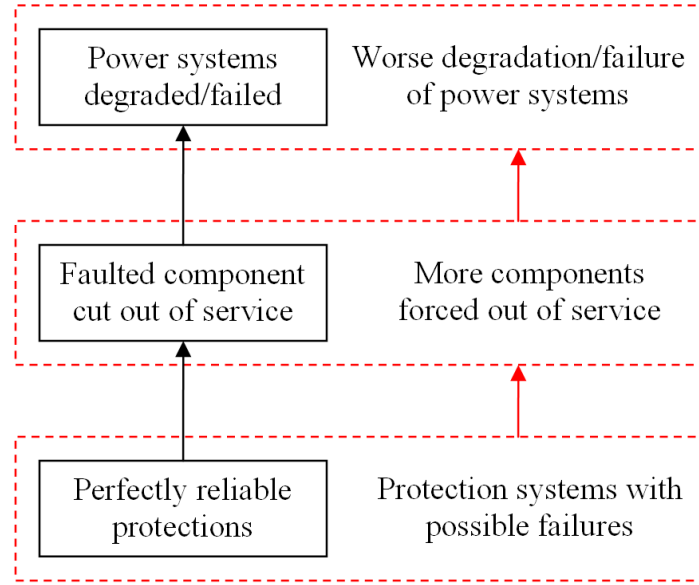 Power systems
degraded/failed
Worse degradation/failure
of power systems
Faulted component
cut out of service
More components
forced out of service
Perfectly reliable
protections
Protection systems with
possible failures